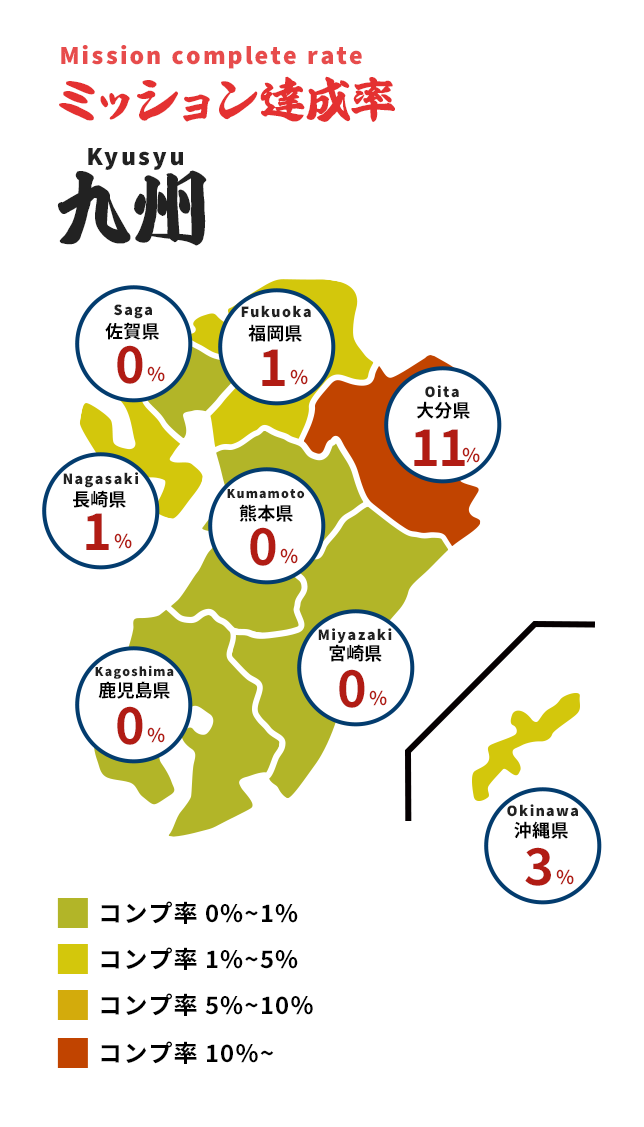 Mission complete rate
ミッション達成率
Kyusyu
九州
Saga
佐賀県
0%
Fukuoka
福岡県
1%
Oita
大分県
11%
Nagasaki
長崎県
1%
Kumamoto
熊本県
0%
Miyazaki
宮崎県
0%
Kagoshima
鹿児島県
0%
Okinawa
沖縄県
3%
コンプ率 0%~1%
コンプ率 1%~5%
コンプ率 5%~10%
コンプ率 10%~